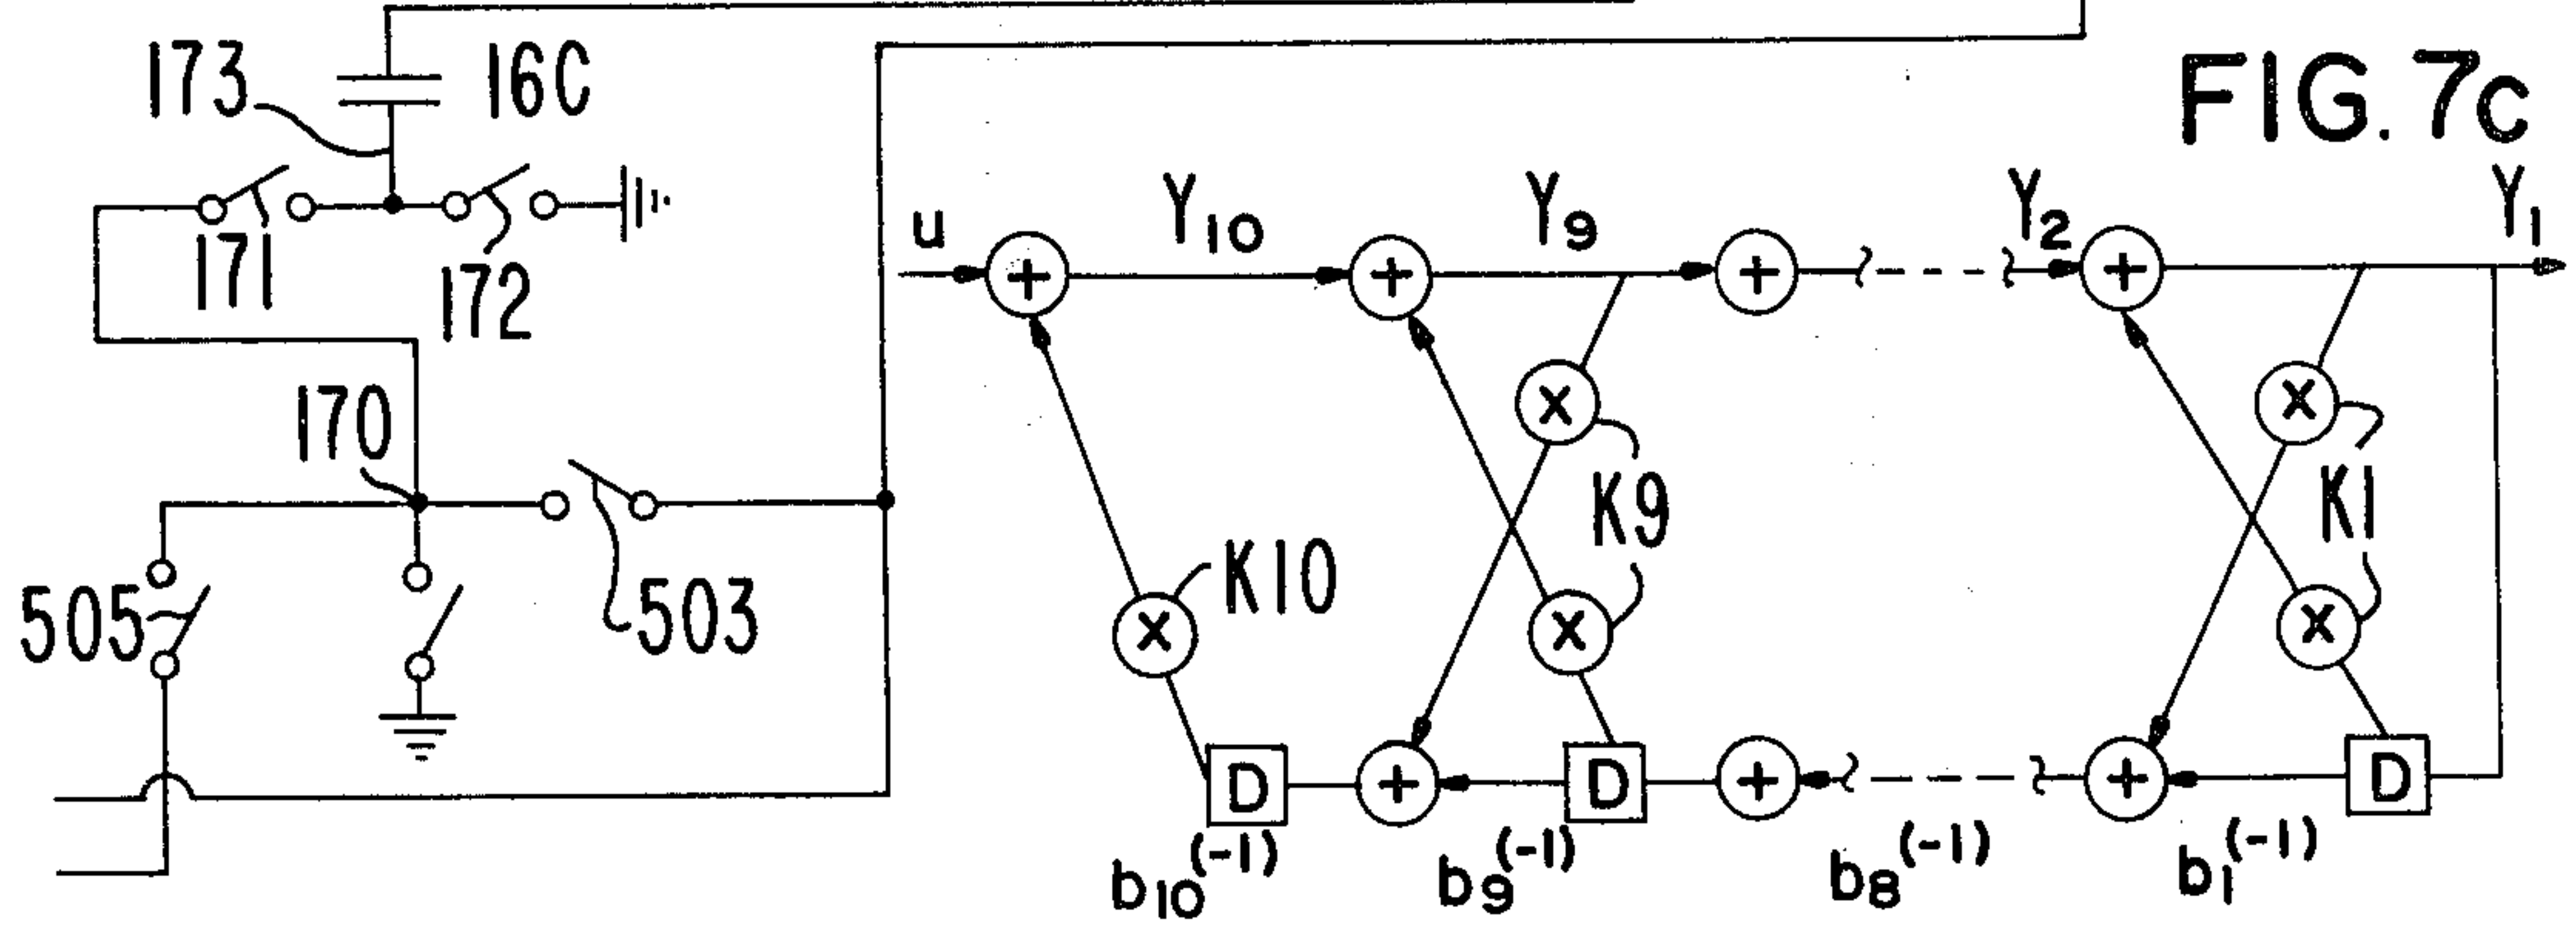 173
16C
FIG. 7c
171
172
u
Y10
Y9
Y2
Y1
+
+
+
+
170
X
X
K9
K1
505
503
K10
X
X
X
D
+
D
+
+
D
b10(-1)
b9(-1)
b8(-1)
b1(-1)